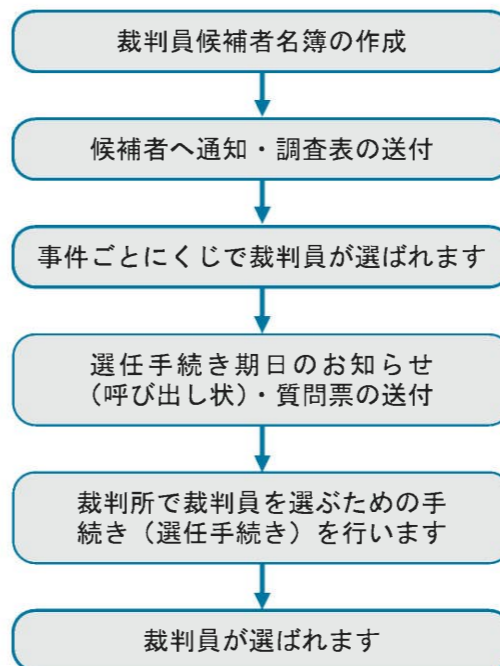 裁判員候補者名簿の作成
候補者へ通知・調査表の送付
事件ごとにくじで裁判員が選ばれます
選任手続き期日のお知らせ
（呼び出し状）・質問票の送付
裁判所で裁判員を選ぶための手
続き（選任手続き）を行います
裁判員が選ばれます